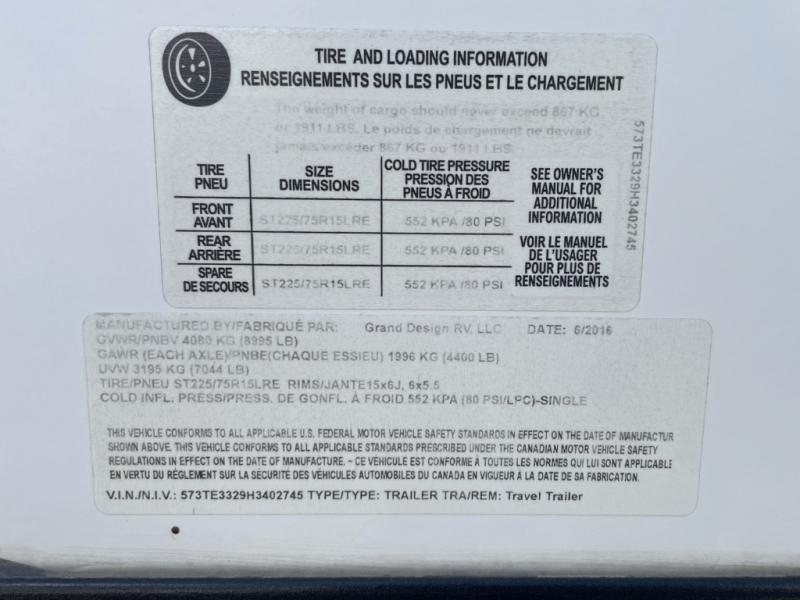 TIRE AND LOADING INFORMATION
RENSEIGNEMENTS SUR LES PNEUS ET LE CHARGEMENT
The weight of cargo should never exceed 867 KG
or 1911 LBS. Le poids de chargement ne devrait
jamais excéder 867 KG ou 1911 LBS.
TIRE PNEU SIZE DIMENSIONS COLD TIRE PRESSURE PRESSION DES PNEUS À FROID
FRONT AVANT ST225/75R15LRE 552 KPA /80 PSI
REAR ARRIÈRE ST225/75R15LRE 552 KPA /80 PSI
SPARE DE SECOURS ST225/75R15LRE 552 KPA /80 PSI
SEE OWNER'S
MANUAL FOR
ADDITIONAL
INFORMATION
VOIR LE MANUEL
DE L'USAGER
POUR PLUS DE
RENSEIGNEMENTS
573TE3329H3402745
MANUFACTURED BY/FABRIQUÉ PAR: Grand Design RV, LLC DATE: 6/2016
GVWR/PNBV 4080 KG (8995 LB)
GAWR (EACH AXLE)/PNBE(CHAQUE ESSIEU) 1996 KG (4400 LB)
UVW 3195 KG (7044 LB)
TIRE/PNEU ST225/75R15LRE RIMS/JANTE15x6J, 6x5.5
COLD INFL. PRESS/PRESS. DE GONFL. À FROID 552 KPA (80 PSI/LPC)-SINGLE
THIS VEHICLE CONFORMS TO ALL APPLICABLE U.S. FEDERAL MOTOR VEHICLE SAFETY STANDARDS IN EFFECT ON THE DATE OF MANUFACTUR
SHOWN ABOVE. THIS VEHICLE CONFORMS TO ALL APPLICABLE STANDARDS PRESCRIBED UNDER THE CANADIAN MOTOR VEHICLE SAFETY
REGULATIONS IN EFFECT ON THE DATE OF MANUFACTURE. ~ CE VÉHICULE EST CONFORME À TOUTES LES NORMES QUI LUI SONT APPLICABLE
EN VERTU DU RÉGLEMENT SUR LA SÉCURITÉ DES VÉHICULES AUTOMOBILES DU CANADA EN VIGUEUR À LA DATE DE SA FABRICATION.
V.I.N./N.I.V.: 573TE3329H3402745 TYPE/TYPE: TRAILER TRA/REM: Travel Trailer